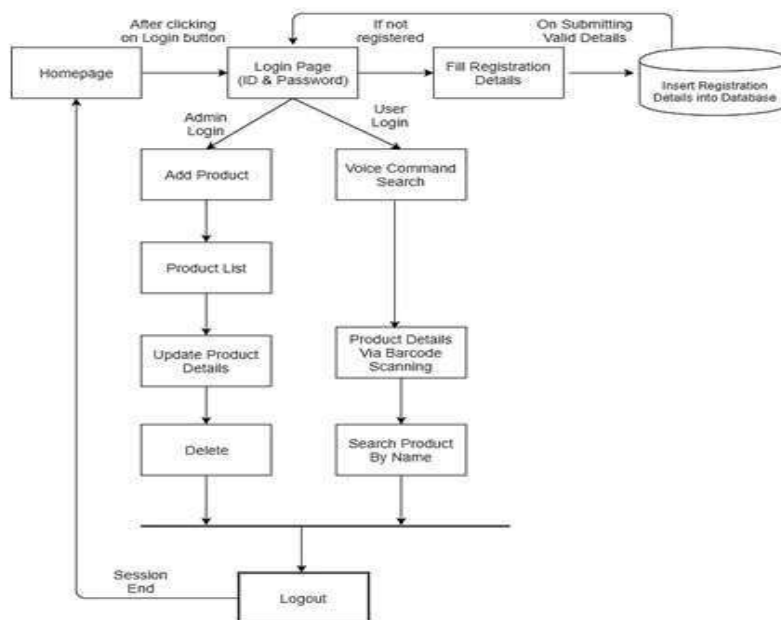 After clicking
on Login button
If not
registered
On Submitting
Valid Details
Homepage
Login Page
(ID & Password)
Fill Registration
Details
Insert Registration
Details into Database
Admin
Login
User
Login
Add Product
Voice Command
Search
Product List
Update Product
Details
Product Details
Via Barcode
Scanning
Delete
Search Product
By Name
Session
End
Logout